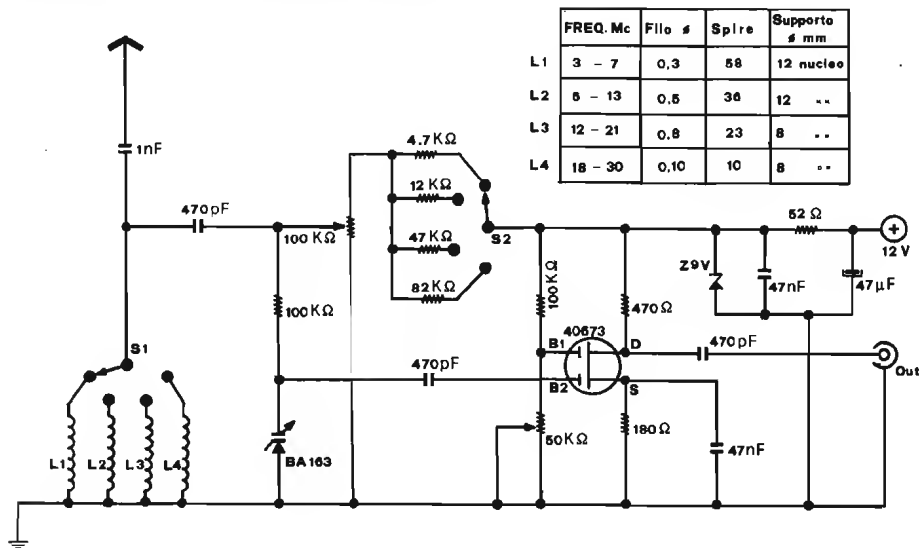 FREQ. Mc Filo ø Spire Supporto ø mm
L1 3 - 7 0,3 58 12 nucleo
L2 5 - 13 0,5 36 12 " "
L3 12 - 21 0,8 23 8 " "
L4 18 - 30 0,10 10 8 " "
1nF
470pF
100KΩ
4.7KΩ
12KΩ
47KΩ
82KΩ
S2
52Ω
+
12V
Z9V
47nF
47µF
100KΩ
100KΩ
470Ω
40673
B1
D
470pF
Out
470pF
B2
S
S1
50KΩ
180Ω
47nF
BA163
L1
L2
L3
L4